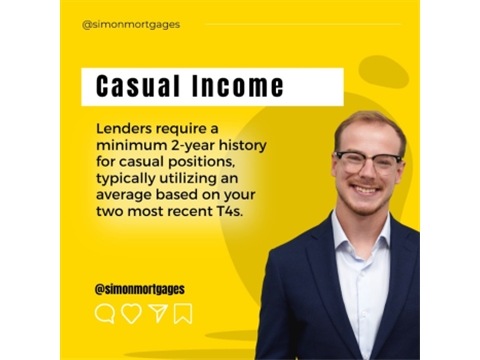 @simonmortgages
Casual Income
Lenders require a
minimum 2-year history
for casual positions,
typically utilizing an
average based on your
two most recent T4s.
@simonmortgages